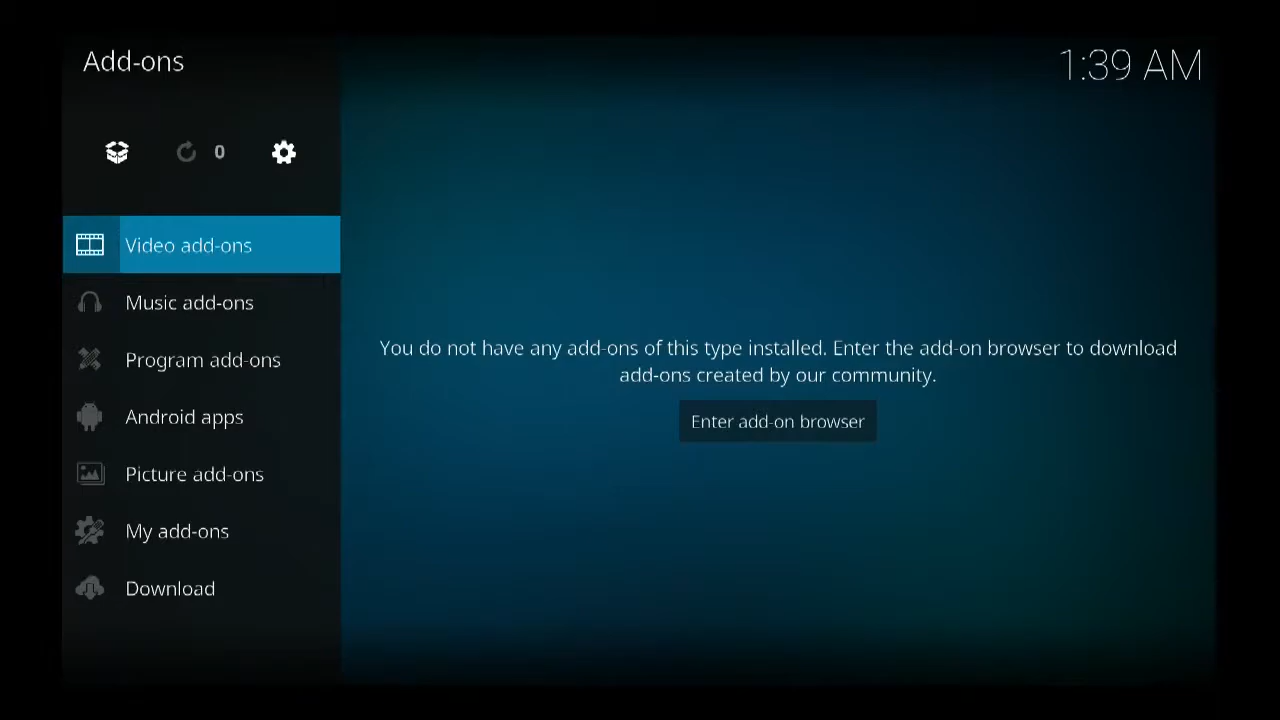 Add-ons
1:39 AM
0
Video add-ons
Music add-ons
Program add-ons
Android apps
Picture add-ons
My add-ons
Download
You do not have any add-ons of this type installed. Enter the add-on browser to download
add-ons created by our community.
Enter add-on browser